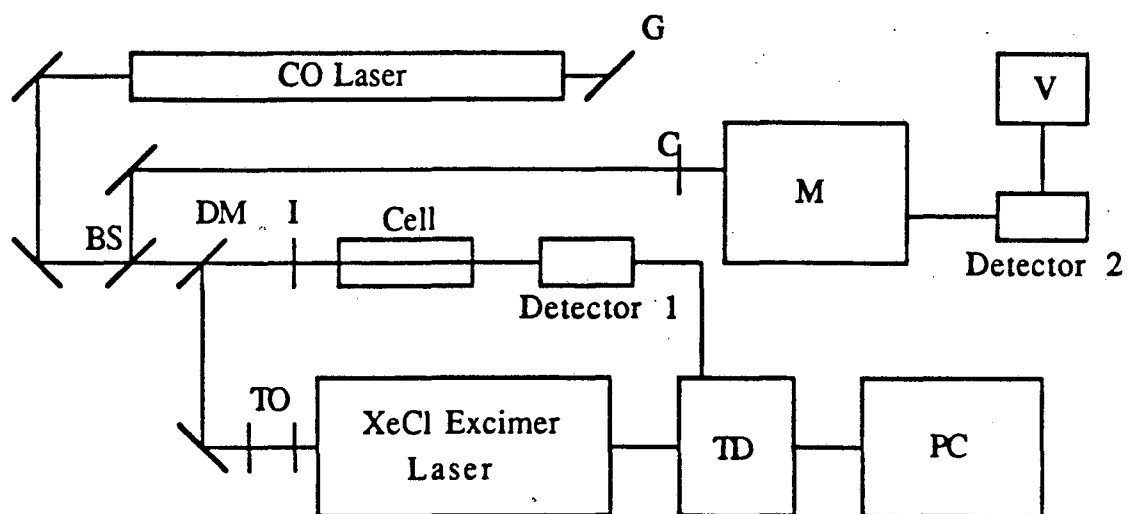 G
CO Laser
V
C
M
DM
I
Cell
BS
Detector 1
Detector 2
TO
XeCl Excimer
Laser
TD
PC